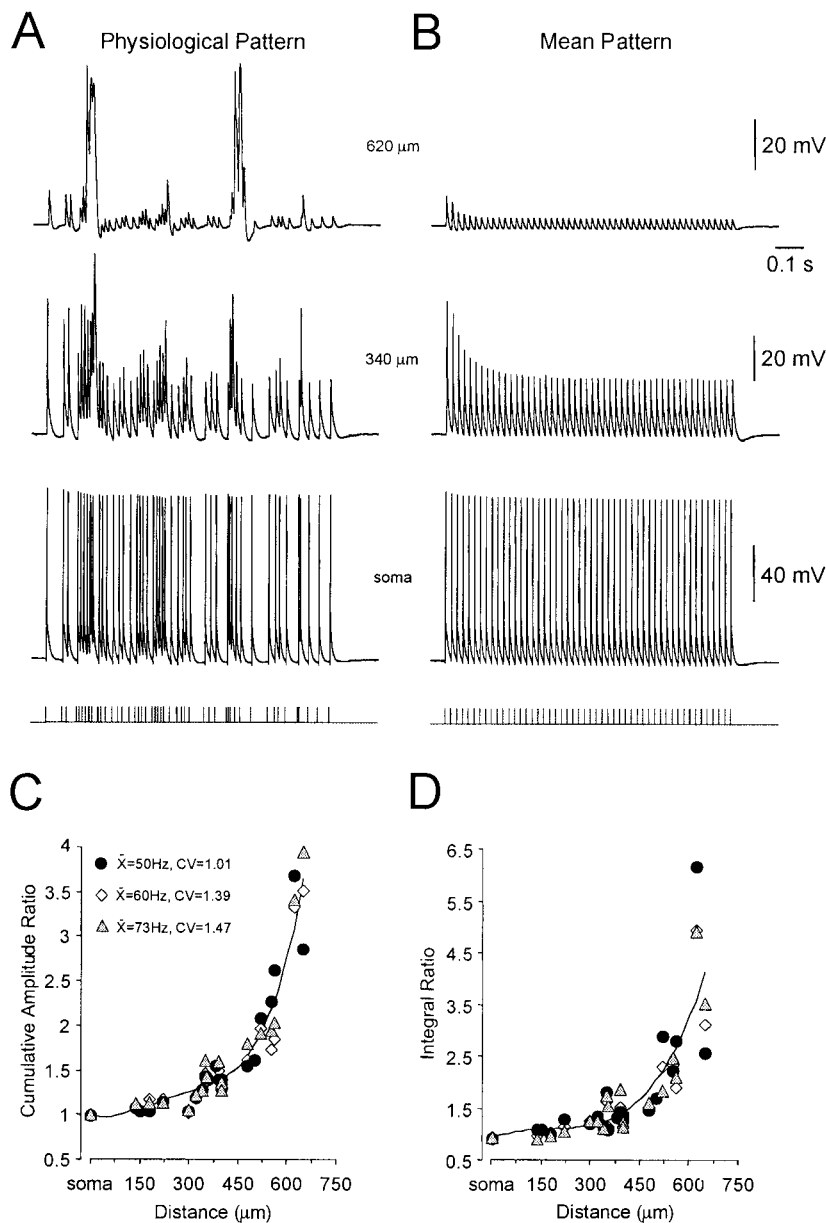 A
Physiological Pattern
B
Mean Pattern
620 µm
20 mV
0.1 s
340 µm
20 mV
soma
40 mV
C
Cumulative Amplitude Ratio
4
3.5
3
2.5
2
1.5
1
0.5
X̄=50Hz, CV=1.01
X̄=60Hz, CV=1.39
X̄=73Hz, CV=1.47
soma 150 300 450 600 750
Distance (µm)
D
Integral Ratio
6.5
5.5
4.5
3.5
2.5
1.5
0.5
soma 150 300 450 600 750
Distance (µm)